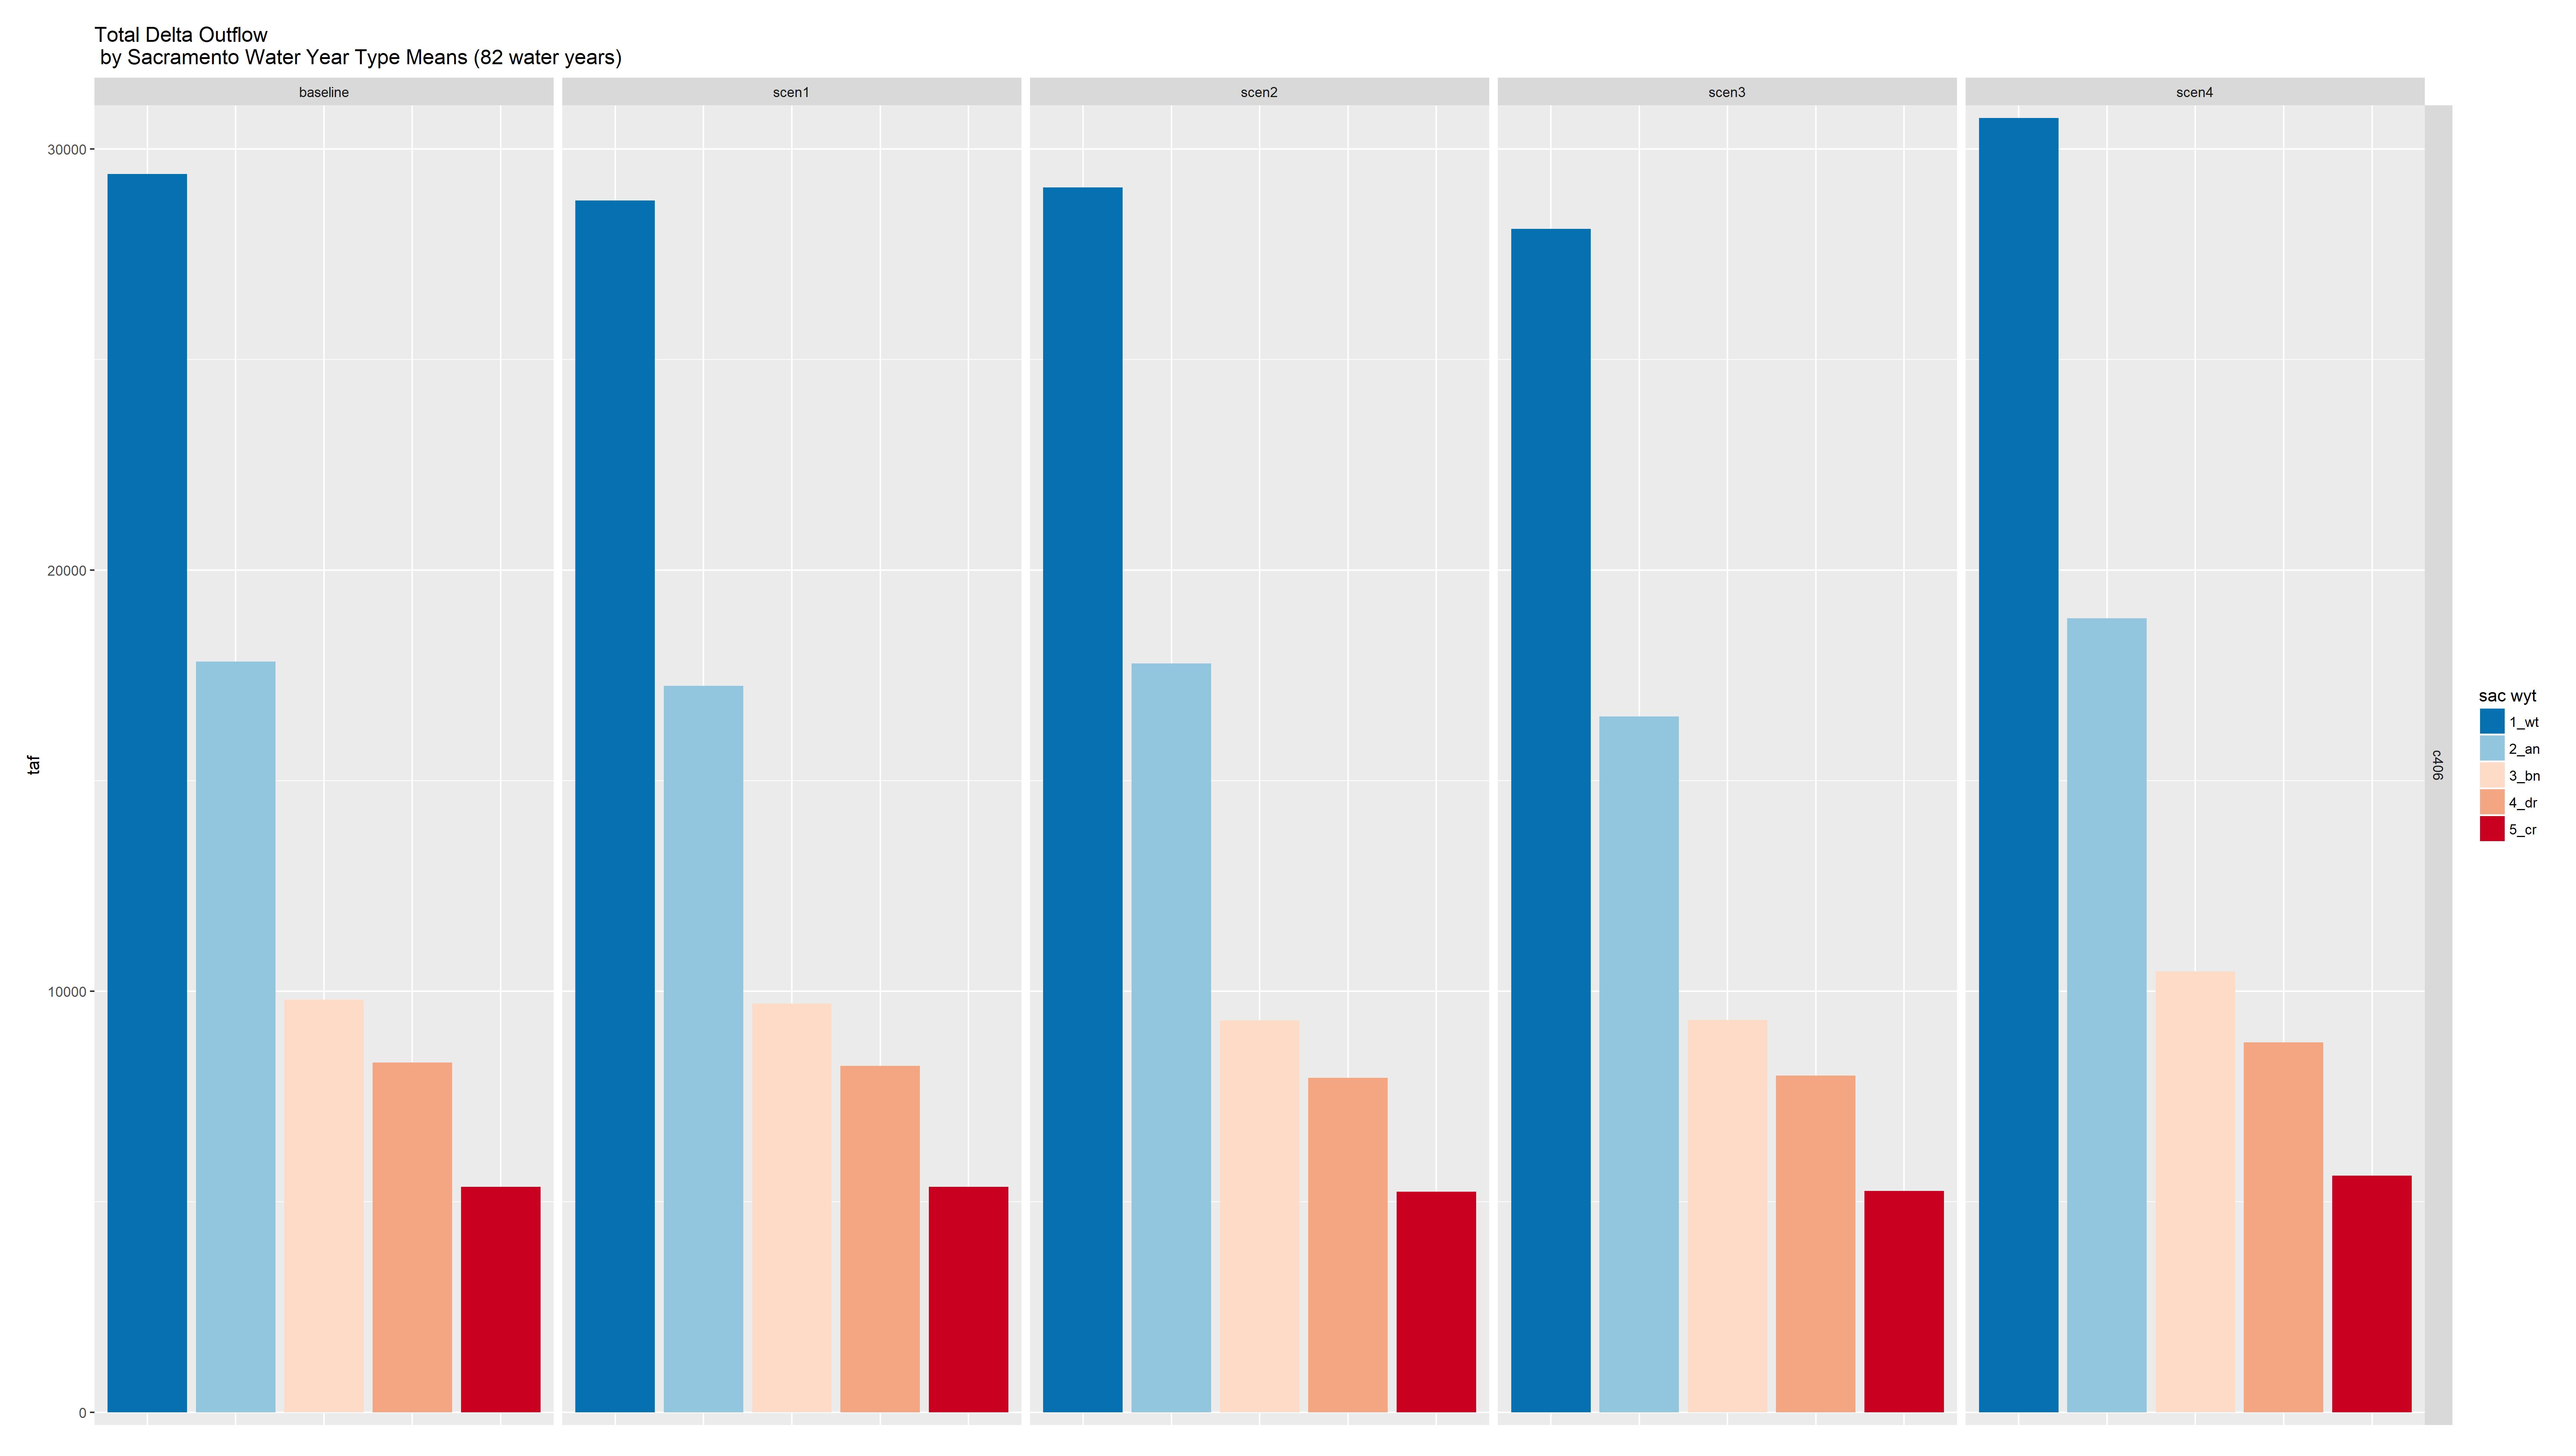 Total Delta Outflow
by Sacramento Water Year Type Means (82 water years)
baseline
scen1
scen2
scen3
scen4
30000
20000
10000
0
taf
c406
sac wyt
1_wt
2_an
3_bn
4_dr
5_cr